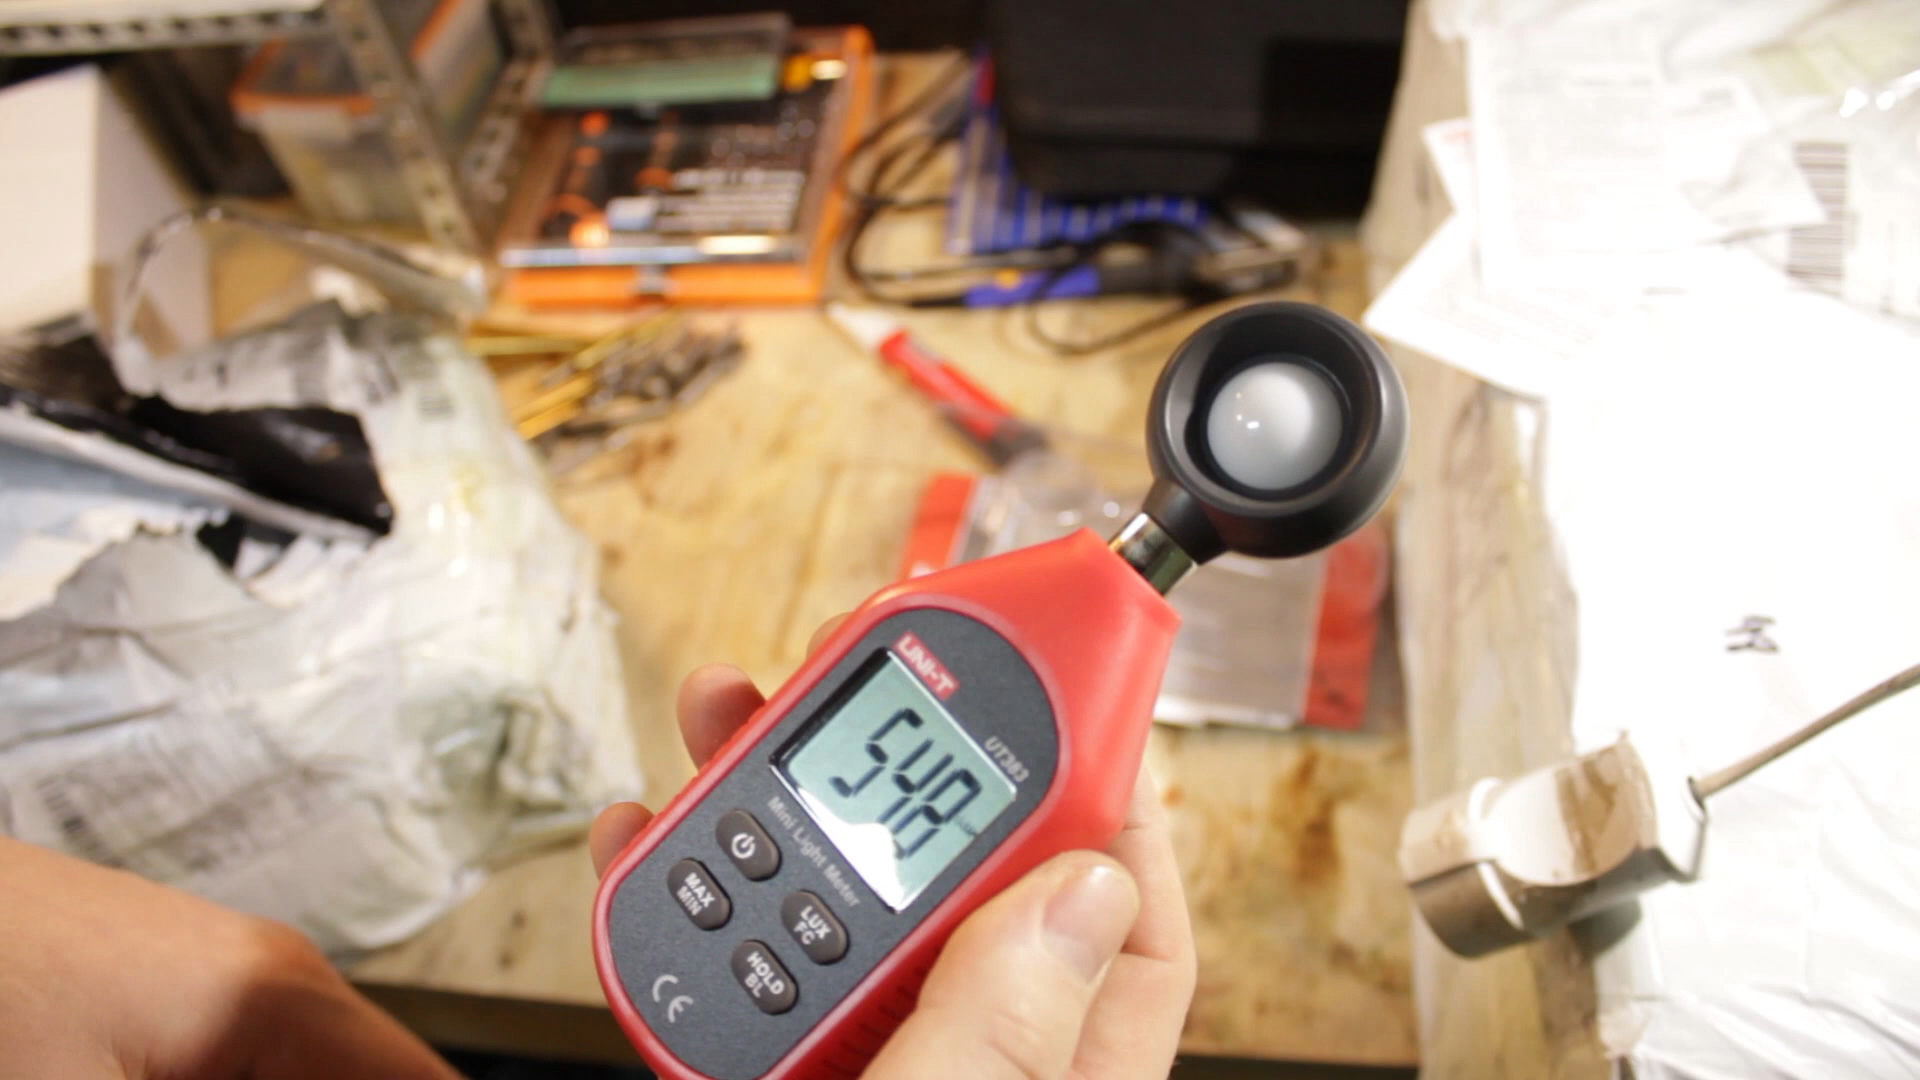 UNI-T
UT383
548
Mini Light Meter
MAX
MIN
LUX
FC
HOLD
BL
CE